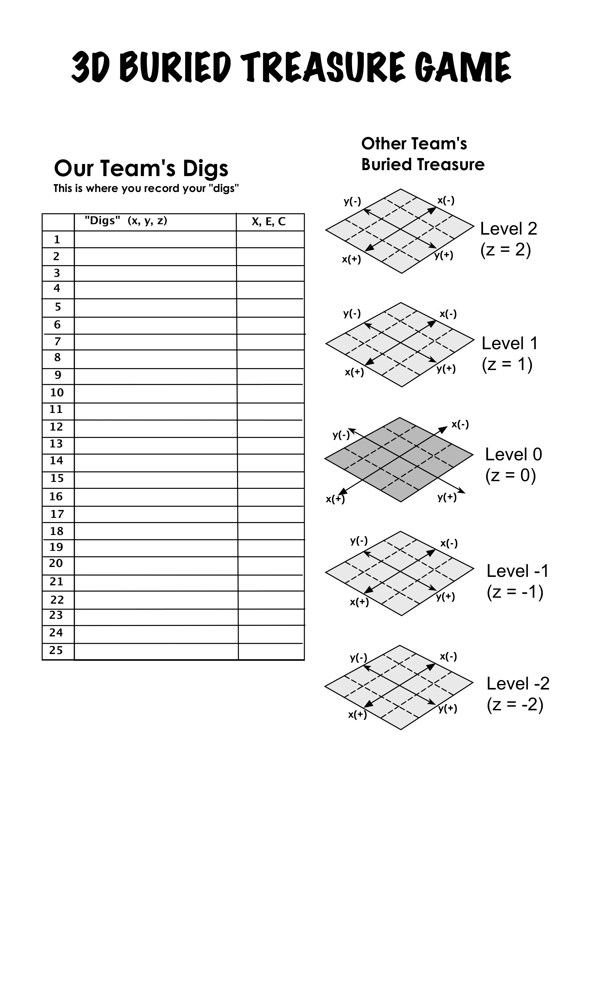 3D BURIED TREASURE GAME
Our Team's Digs
This is where you record your "digs"
"Digs" (x, y, z) X, E, C
1
2
3
4
5
6
7
8
9
10
11
12
13
14
15
16
17
18
19
20
21
22
23
24
25
Other Team's
Buried Treasure
y(-) x(-)
Level 2
(z = 2)
x(+) y(+)
y(-) x(-)
Level 1
(z = 1)
x(+) y(+)
y(-) x(-)
Level 0
(z = 0)
x(+) y(+)
y(-) x(-)
Level -1
(z = -1)
x(+) y(+)
y(-) x(-)
Level -2
(z = -2)
x(+) y(+)